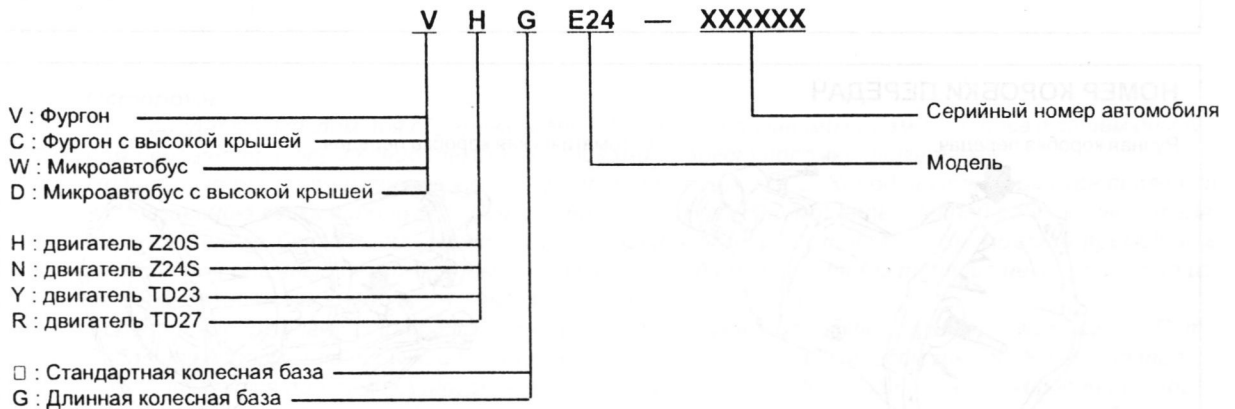 V H G E24 — XXXXXX
НОМЕР КОРОБКИ ПЕРЕДАЧ
V : Фургон
C : Фургон с высокой крышей
W : Микроавтобус
D : Микроавтобус с высокой крышей
Серийный номер автомобиля
Модель
H : двигатель Z20S
N : двигатель Z24S
Y : двигатель TD23
R : двигатель TD27
□ : Стандартная колесная база
G : Длинная колесная база